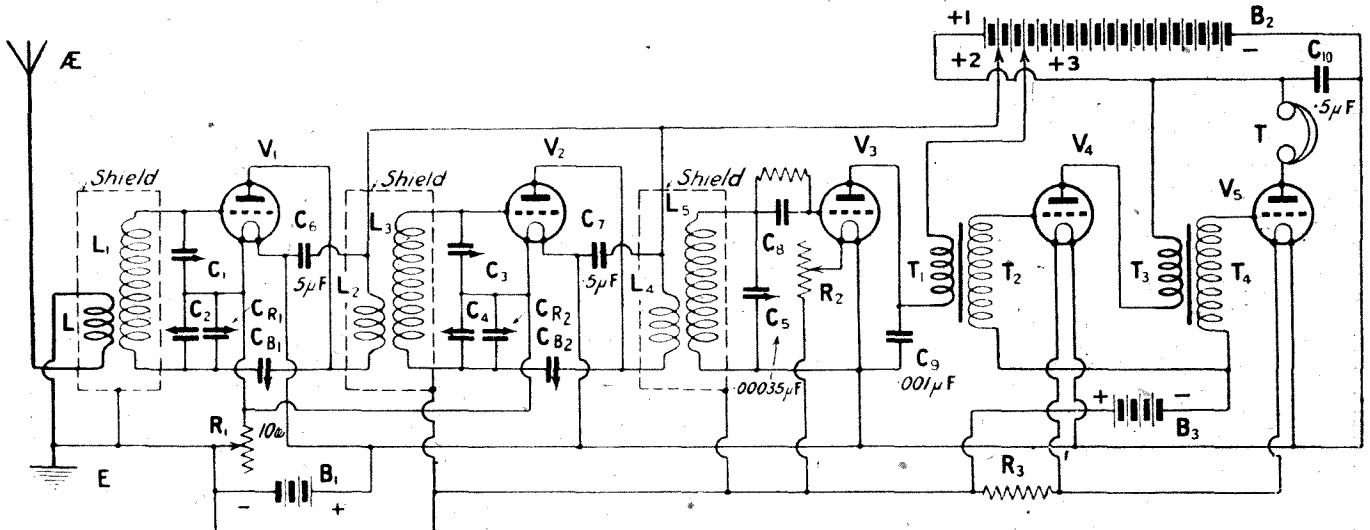 Æ
+1
B2
-
+2
+3
C10
.5µF
T
Shield
V1
Shield
V2
Shield
V3
V4
V5
L1
C1
C6
.5µF
L3
C3
C7
.5µF
L5
C8
R2
T1
T2
T3
T4
L
C2
CR1
CB1
L2
C4
CR2
CB2
L4
C5
.00035µF
C9
.001µF
R1
10ω
E
- B1 +
+ - B3
R3